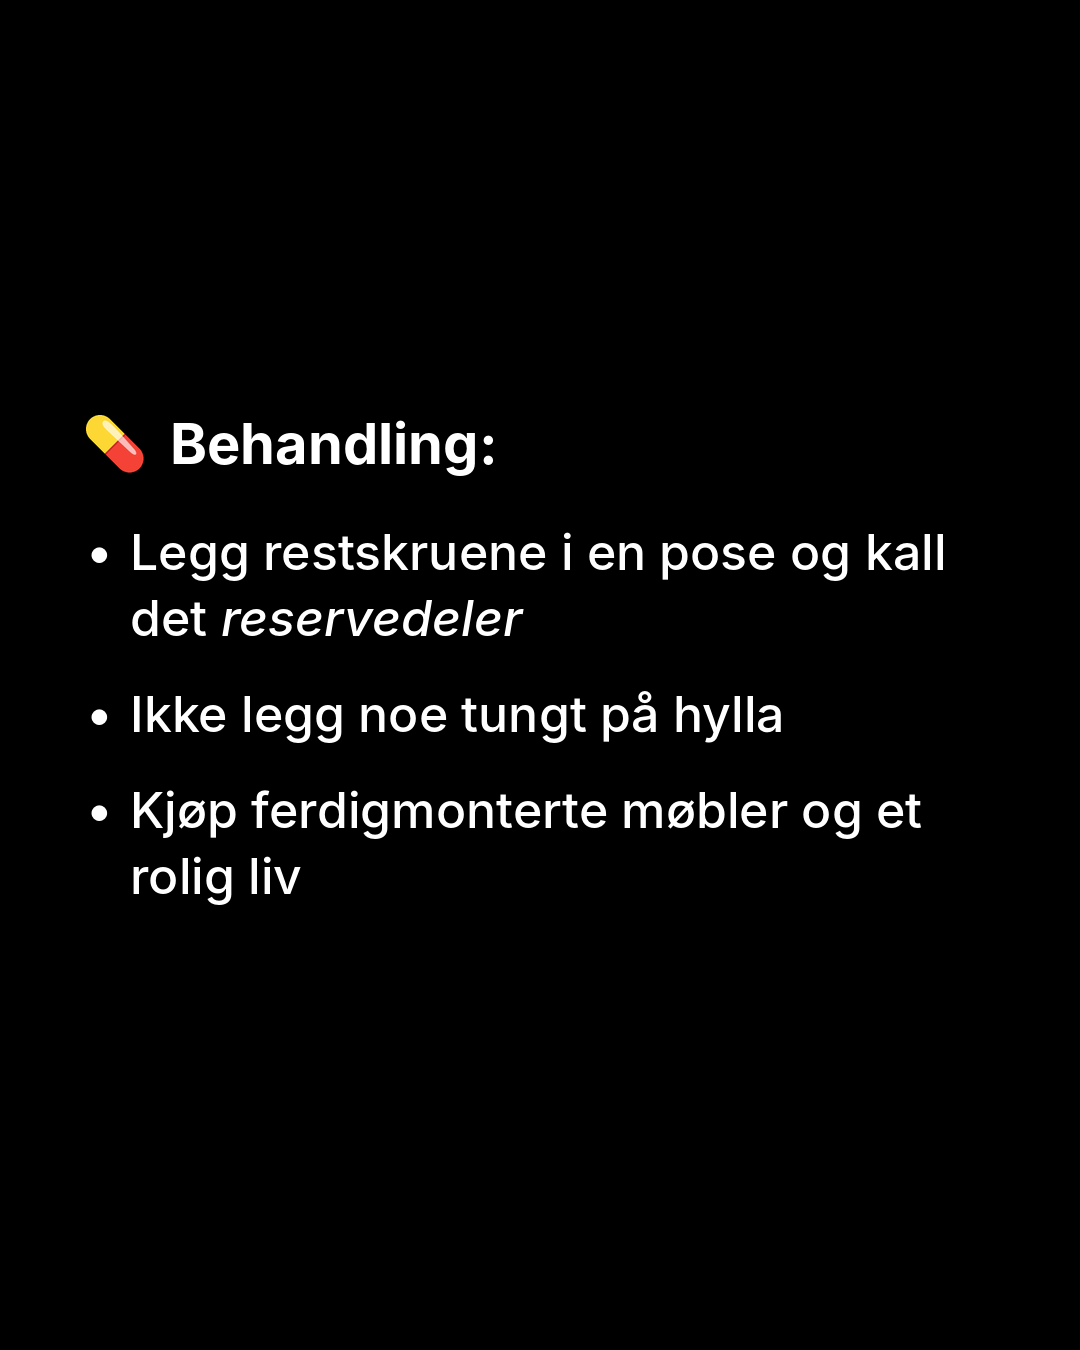 💊 Behandling:
• Legg restskruene i en pose og kall
det reservedeler
• Ikke legg noe tungt på hylla
• Kjøp ferdigmonterte møbler og et
rolig liv